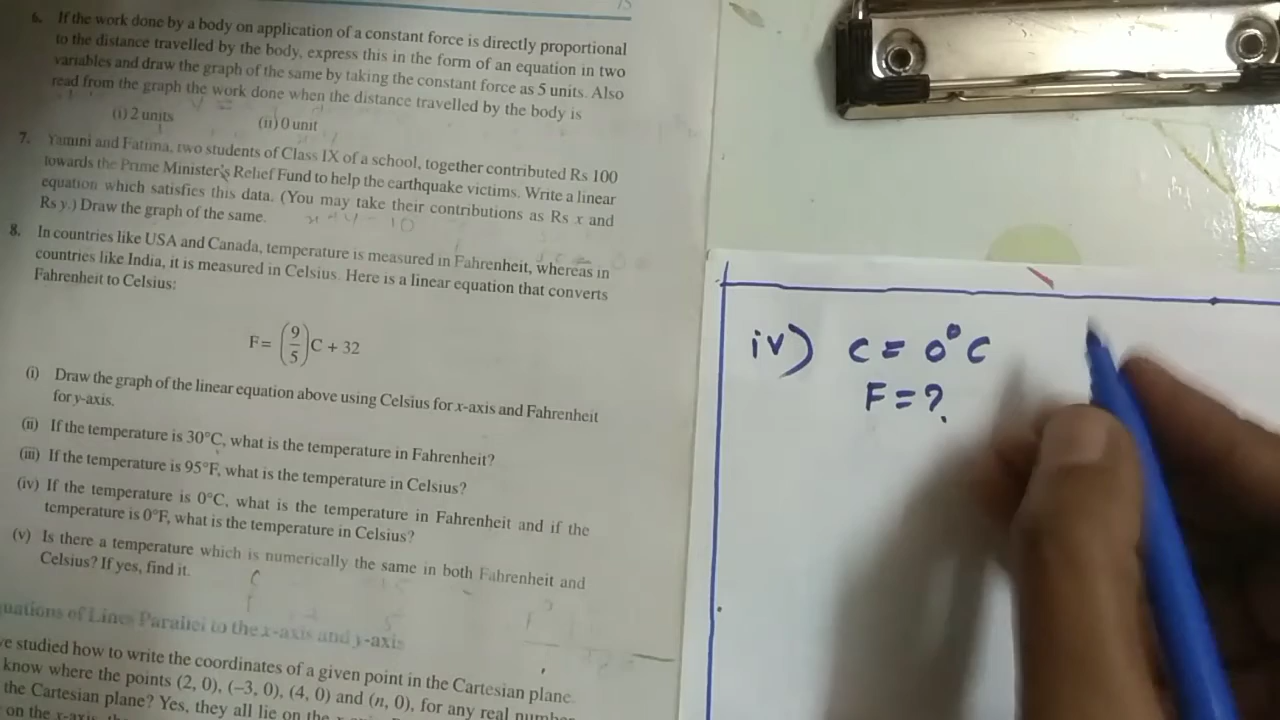 75
6. If the work done by a body on application of a constant force is directly proportional
to the distance travelled by the body, express this in the form of an equation in two
variables and draw the graph of the same by taking the constant force as 5 units. Also
read from the graph the work done when the distance travelled by the body is
(i) 2 units (ii) 0 unit
7. Yamini and Fatima, two students of Class IX of a school, together contributed Rs 100
towards the Prime Minister's Relief Fund to help the earthquake victims. Write a linear
equation which satisfies this data. (You may take their contributions as Rs x and
Rs y.) Draw the graph of the same.
8. In countries like USA and Canada, temperature is measured in Fahrenheit, whereas in
countries like India, it is measured in Celsius. Here is a linear equation that converts
Fahrenheit to Celsius:
F = (9/5) C + 32
(i) Draw the graph of the linear equation above using Celsius for x-axis and Fahrenheit
for y-axis.
(ii) If the temperature is 30°C, what is the temperature in Fahrenheit?
(iii) If the temperature is 95°F, what is the temperature in Celsius?
(iv) If the temperature is 0°C, what is the temperature in Fahrenheit and if the
temperature is 0°F, what is the temperature in Celsius?
(v) Is there a temperature which is numerically the same in both Fahrenheit and
Celsius? If yes, find it.
quations of Lines Parallel to the x-axis and y-axis
ve studied how to write the coordinates of a given point in the Cartesian plane.
know where the points (2, 0), (–3, 0), (4, 0) and (n, 0), for any real number
the Cartesian plane? Yes, they all lie on the
on the x-axis
iv) C = 0°C
F = ?